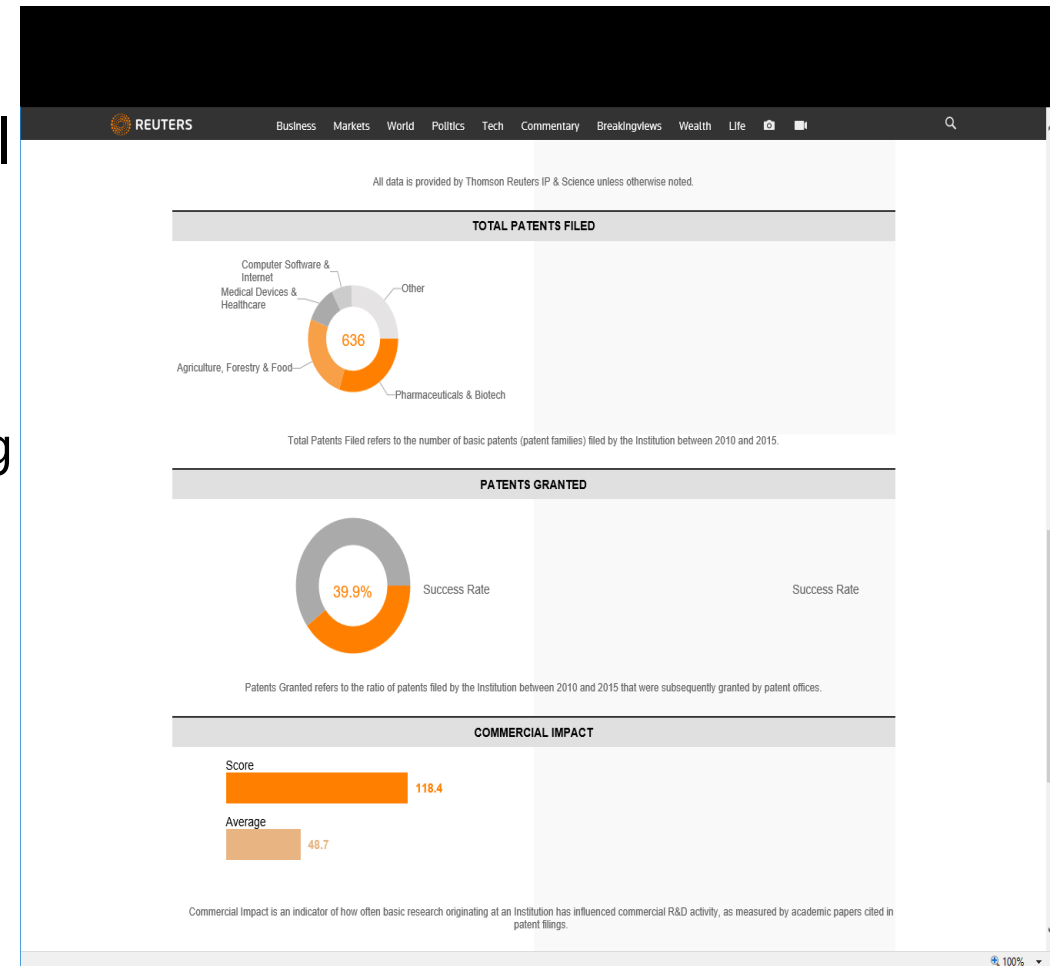 l
g
REUTERS Business Markets World Politics Tech Commentary Breakingviews Wealth Life
All data is provided by Thomson Reuters IP & Science unless otherwise noted.
TOTAL PATENTS FILED
Computer Software &
Internet
Medical Devices &
Healthcare
Other
636
Agriculture, Forestry & Food
Pharmaceuticals & Biotech
Total Patents Filed refers to the number of basic patents (patent families) filed by the Institution between 2010 and 2015.
PATENTS GRANTED
39.9%
Success Rate
Success Rate
Patents Granted refers to the ratio of patents filed by the Institution between 2010 and 2015 that were subsequently granted by patent offices.
COMMERCIAL IMPACT
Score
118.4
Average
48.7
Commercial Impact is an indicator of how often basic research originating at an Institution has influenced commercial R&D activity, as measured by academic papers cited in
patent filings.
100%